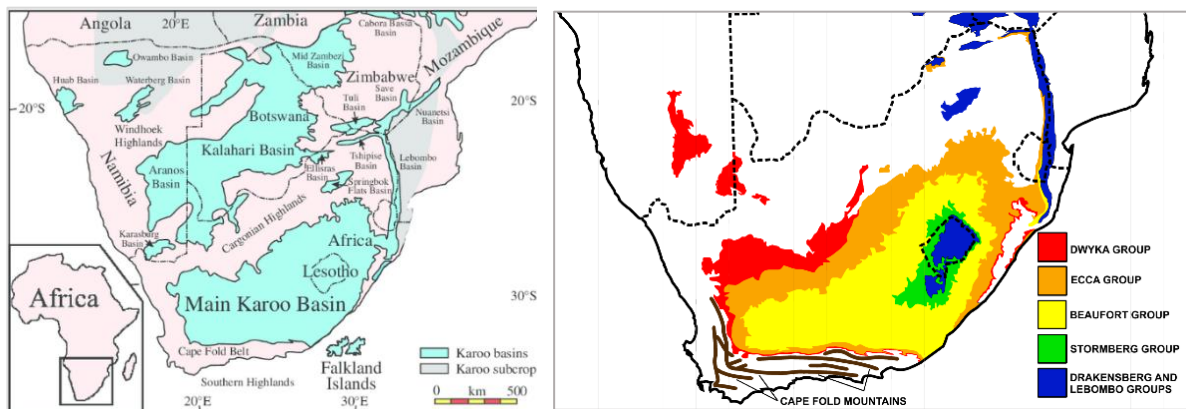 Angola
20°E
Zambia
Cabora Bassa
Basin
Mozambique
Owambo Basin
Mid Zambezi
Basin
Huab Basin
Waterberg Basin
Zimbabwe
Save
Basin
20°S
20°S
Tuli
Basin
Nuanetsi
Basin
Windhoek
Highlands
Botswana
Kalahari Basin
Namibia
Aranos
Basin
Ellisras
Basin
Tshipise
Basin
Lebombo
Basin
Springbok
Flats Basin
Cargonian Highlands
Karasburg
Basin
Africa
Lesotho
Africa
Main Karoo Basin
30°S
Cape Fold Belt
Falkland
Islands
Southern Highlands
20°E
30°E
Karoo basins
Karoo subcrop
0 km 500
DWYKA GROUP
ECCA GROUP
BEAUFORT GROUP
STORMBERG GROUP
DRAKENSBERG AND
LEBOMBO GROUPS
CAPE FOLD MOUNTAINS